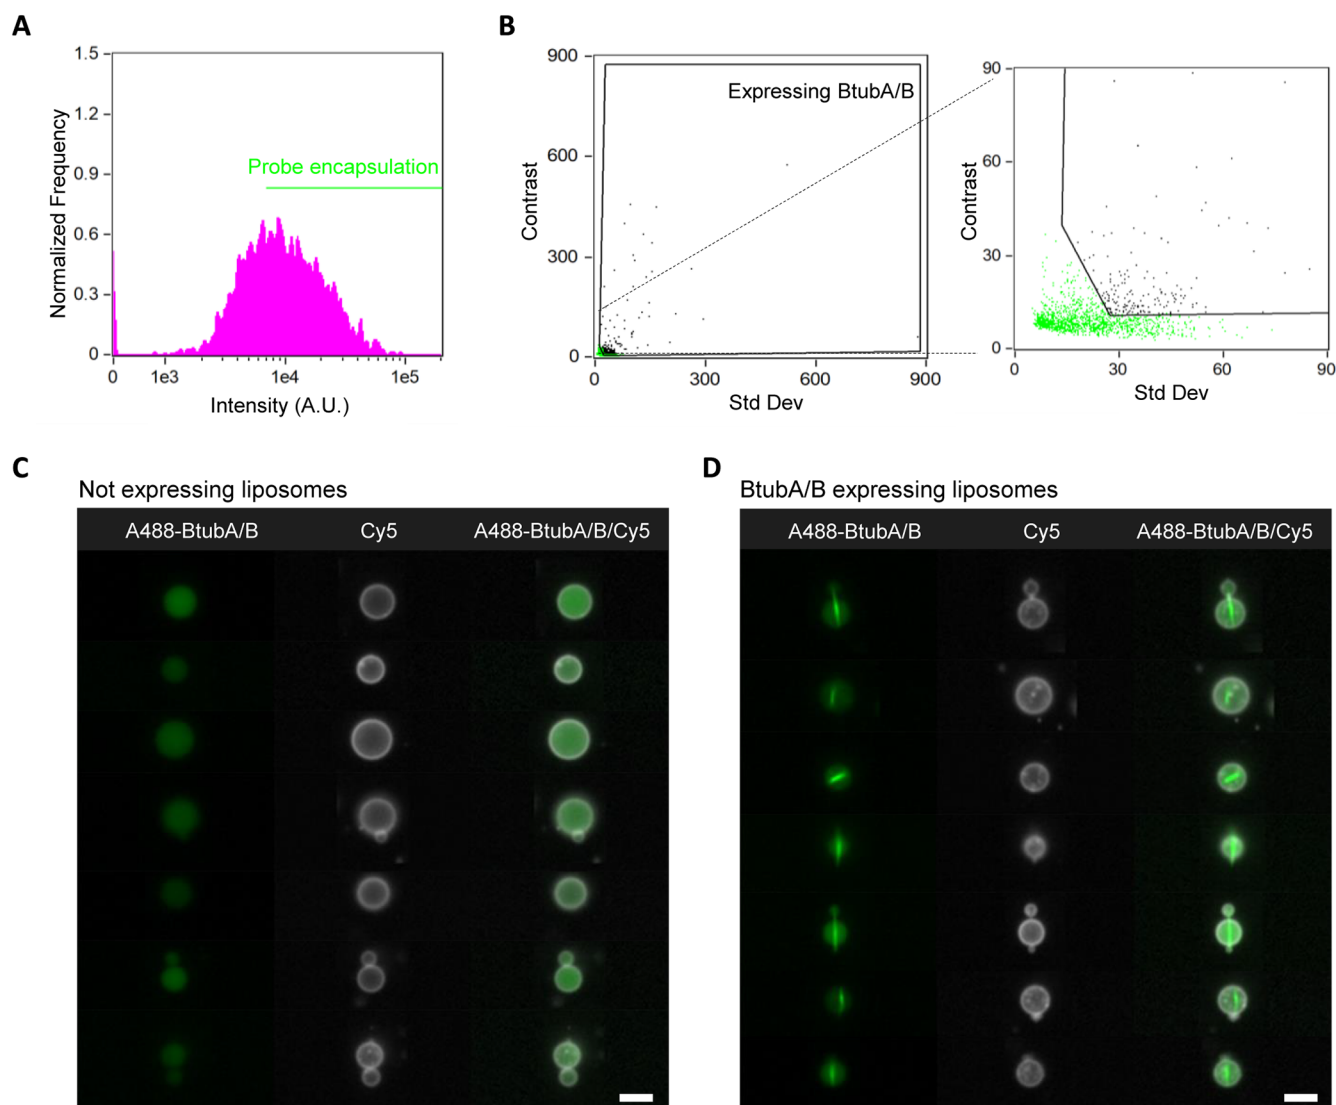 A
1.5
1.2
0.9
0.6
0.3
0
Normalized Frequency
Probe encapsulation
0 1e3 1e4 1e5
Intensity (A.U.)
B
900
600
300
0
Contrast
Expressing BtubA/B
0 300 600 900
Std Dev
90
60
30
0
Contrast
0 30 60 90
Std Dev
C
Not expressing liposomes
A488-BtubA/B Cy5 A488-BtubA/B/Cy5
D
BtubA/B expressing liposomes
A488-BtubA/B Cy5 A488-BtubA/B/Cy5